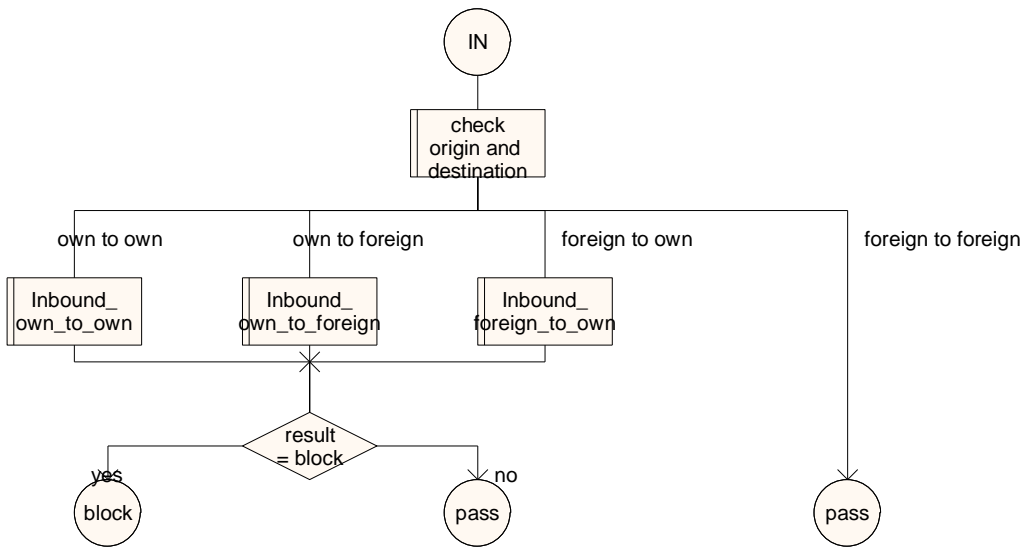 IN
check
origin and
destination
own to own
own to foreign
foreign to own
foreign to foreign
Inbound_
own_to_own
Inbound_
own_to_foreign
Inbound_
foreign_to_own
result
= block
yes
no
block
pass
pass